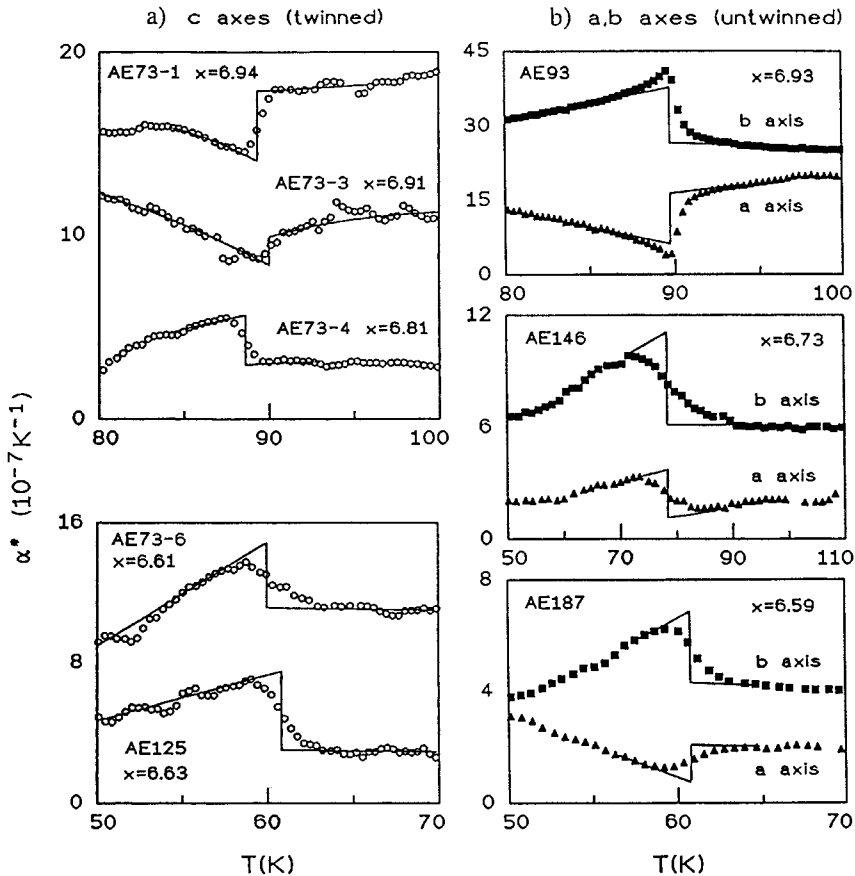 a) c axes (twinned)
b) a,b axes (untwinned)
20
10
0
AE73-1 x=6.94
AE73-3 x=6.91
AE73-4 x=6.81
80
90
100
16
8
0
AE73-6
x=6.61
AE125
x=6.63
50
60
70
T(K)
α* (10⁻⁷K⁻¹)
45
30
15
0
AE93
x=6.93
b axis
a axis
80
90
100
12
6
0
AE146
x=6.73
b axis
a axis
50
70
90
110
8
4
0
AE187
x=6.59
b axis
a axis
50
60
70
T(K)